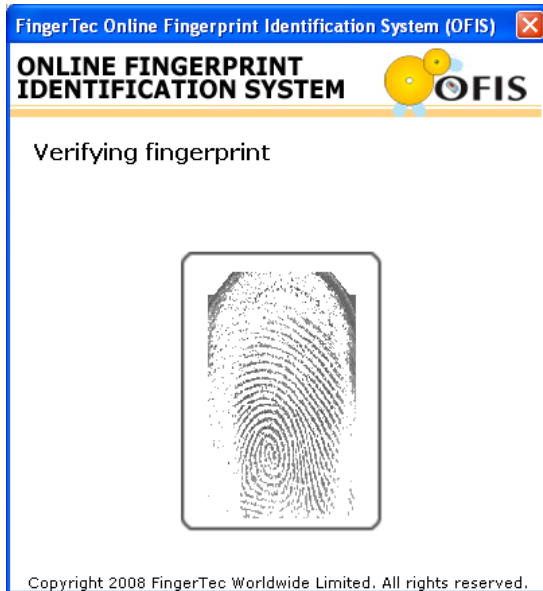 FingerTec Online Fingerprint Identification System (OFIS)
ONLINE FINGERPRINT
IDENTIFICATION SYSTEM
OFIS
Verifying fingerprint
Copyright 2008 FingerTec Worldwide Limited. All rights reserved.